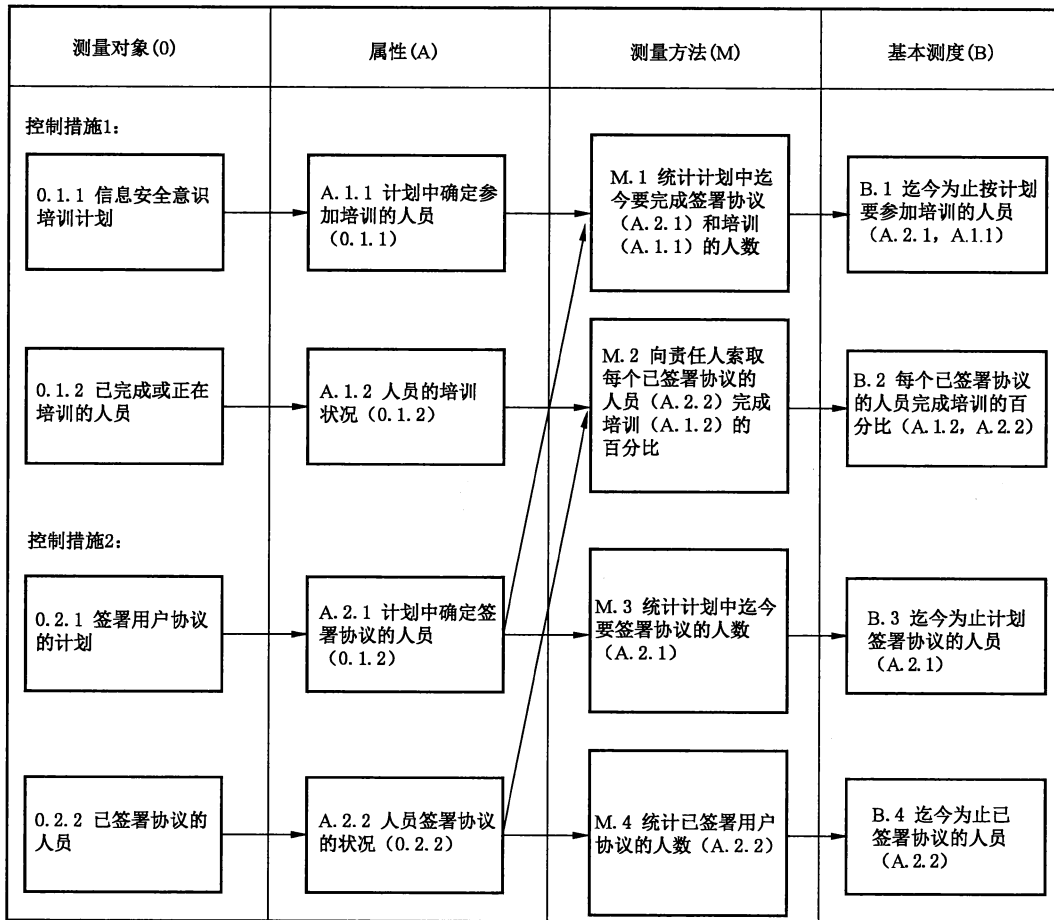 测量对象(0)
属性(A)
测量方法(M)
基本测度(B)
控制措施1:
0.1.1 信息安全意识
培训计划
A.1.1 计划中确定参
加培训的人员
(0.1.1)
M.1 统计计划中迄
今要完成签署协议
(A.2.1)和培训
(A.1.1)的人数
B.1 迄今为止按计划
要参加培训的人员
(A.2.1, A.1.1)
0.1.2 已完成或正在
培训的人员
A.1.2 人员的培训
状况(0.1.2)
M.2 向责任人索取
每个已签署协议的
人员(A.2.2)完成
培训(A.1.2)的
百分比
B.2 每个已签署协议
的人员完成培训的百
分比(A.1.2, A.2.2)
控制措施2:
0.2.1 签署用户协议
的计划
A.2.1 计划中确定签
署协议的人员
(0.1.2)
M.3 统计计划中迄今
要签署协议的人数
(A.2.1)
B.3 迄今为止计划
签署协议的人员
(A.2.1)
0.2.2 已签署协议的
人员
A.2.2 人员签署协议
的状况(0.2.2)
M.4 统计已签署用户
协议的人数(A.2.2)
B.4 迄今为止已
签署协议的人员
(A.2.2)